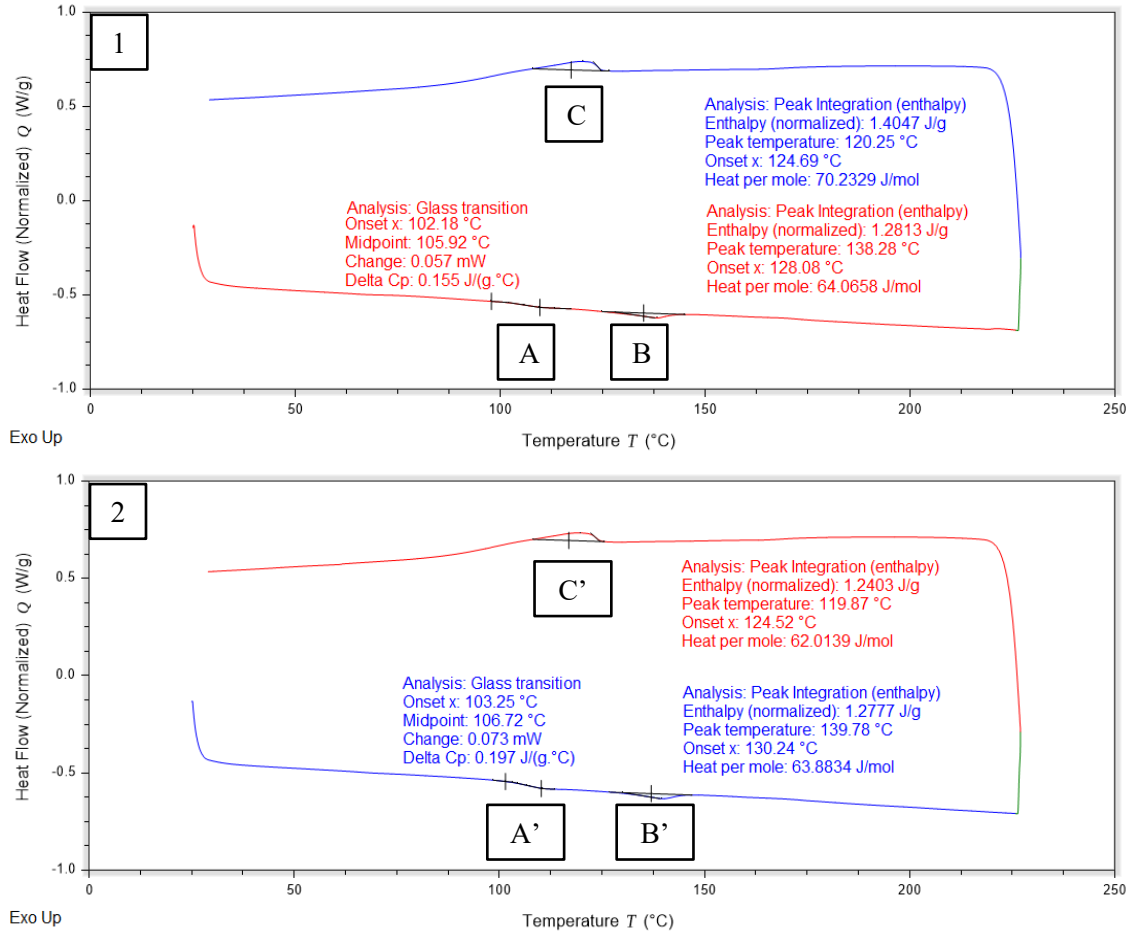 1
1.0
0.5
0.0
-0.5
-1.0
Heat Flow (Normalized) Q (W/g)
C
Analysis: Peak Integration (enthalpy)
Enthalpy (normalized): 1.4047 J/g
Peak temperature: 120.25 °C
Onset x: 124.69 °C
Heat per mole: 70.2329 J/mol
Analysis: Glass transition
Onset x: 102.18 °C
Midpoint: 105.92 °C
Change: 0.057 mW
Delta Cp: 0.155 J/(g.°C)
Analysis: Peak Integration (enthalpy)
Enthalpy (normalized): 1.2813 J/g
Peak temperature: 138.28 °C
Onset x: 128.08 °C
Heat per mole: 64.0658 J/mol
A
B
0 50 100 150 200 250
Exo Up
Temperature T (°C)
2
1.0
0.5
0.0
-0.5
-1.0
Heat Flow (Normalized) Q (W/g)
C’
Analysis: Peak Integration (enthalpy)
Enthalpy (normalized): 1.2403 J/g
Peak temperature: 119.87 °C
Onset x: 124.52 °C
Heat per mole: 62.0139 J/mol
Analysis: Glass transition
Onset x: 103.25 °C
Midpoint: 106.72 °C
Change: 0.073 mW
Delta Cp: 0.197 J/(g.°C)
Analysis: Peak Integration (enthalpy)
Enthalpy (normalized): 1.2777 J/g
Peak temperature: 139.78 °C
Onset x: 130.24 °C
Heat per mole: 63.8834 J/mol
A’
B’
0 50 100 150 200 250
Exo Up
Temperature T (°C)